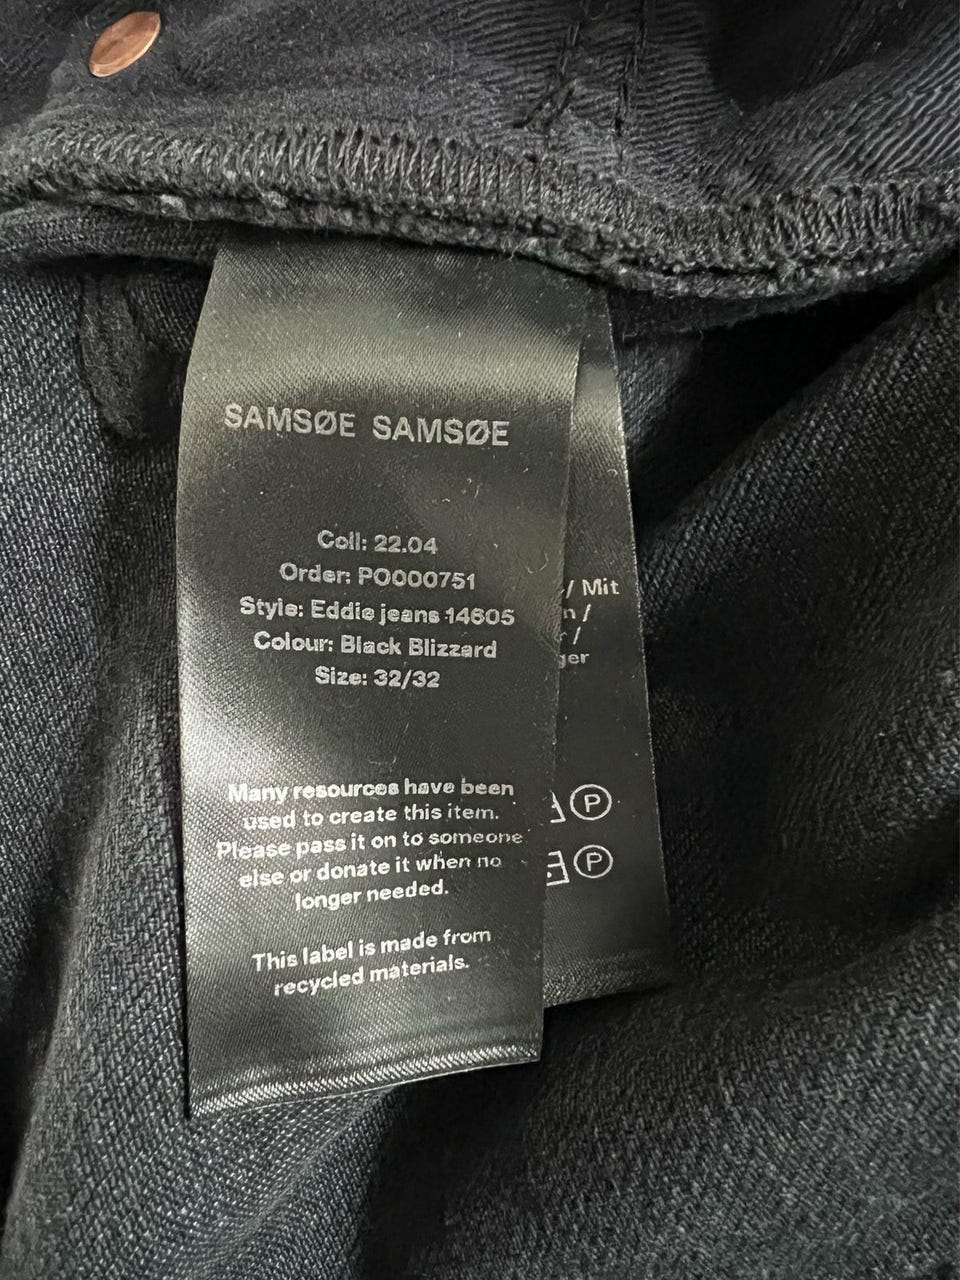 SAMSØE SAMSØE
Coll: 22.04
Order: PO000751
Style: Eddie jeans 14605
Colour: Black Blizzard
Size: 32/32
Many resources have been
used to create this item.
Please pass it on to someone
else or donate it when no
longer needed.
This label is made from
recycled materials.
/ Mit
/
/
P
P